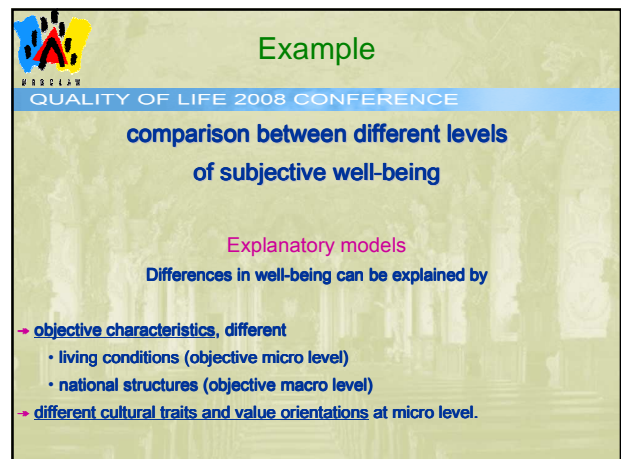 Example
WROCŁAW
QUALITY OF LIFE 2008 CONFERENCE
comparison between different levels
of subjective well-being
Explanatory models
Differences in well-being can be explained by
→ objective characteristics, different
• living conditions (objective micro level)
• national structures (objective macro level)
→ different cultural traits and value orientations at micro level.